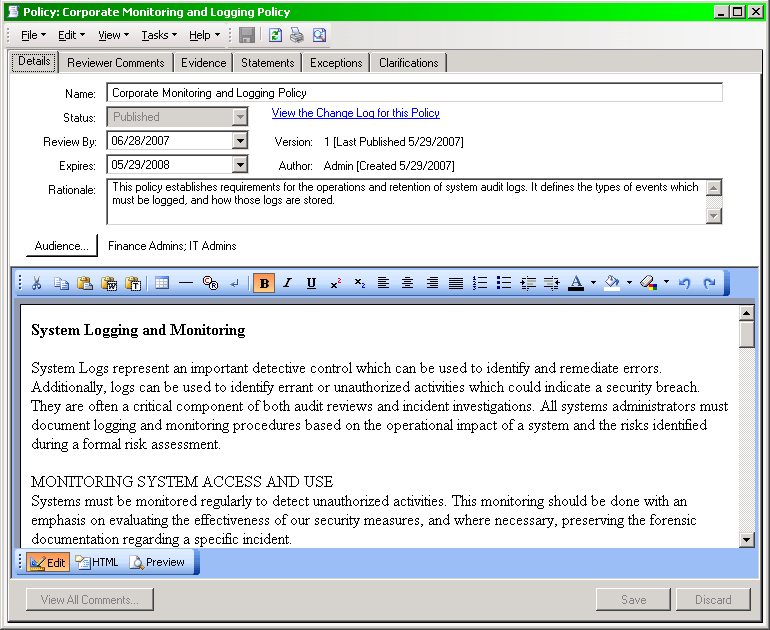 Policy: Corporate Monitoring and Logging Policy
File Edit View Tasks Help
Details Reviewer Comments Evidence Statements Exceptions Clarifications
Name: Corporate Monitoring and Logging Policy
Status: Published View the Change Log for this Policy
Review By: 06/28/2007 Version: 1 [Last Published 5/29/2007]
Expires: 05/29/2008 Author: Admin [Created 5/29/2007]
Rationale: This policy establishes requirements for the operations and retention of system audit logs. It defines the types of events which
must be logged, and how those logs are stored.
Audience... Finance Admins; IT Admins
B I U x² x₂ A
System Logging and Monitoring
System Logs represent an important detective control which can be used to identify and remediate errors.
Additionally, logs can be used to identify errant or unauthorized activities which could indicate a security breach.
They are often a critical component of both audit reviews and incident investigations. All systems administrators must
document logging and monitoring procedures based on the operational impact of a system and the risks identified
during a formal risk assessment.
MONITORING SYSTEM ACCESS AND USE
Systems must be monitored regularly to detect unauthorized activities. This monitoring should be done with an
emphasis on evaluating the effectiveness of our security measures, and where necessary, preserving the forensic
documentation regarding a specific incident.
Edit HTML Preview
View All Comments... Save Discard